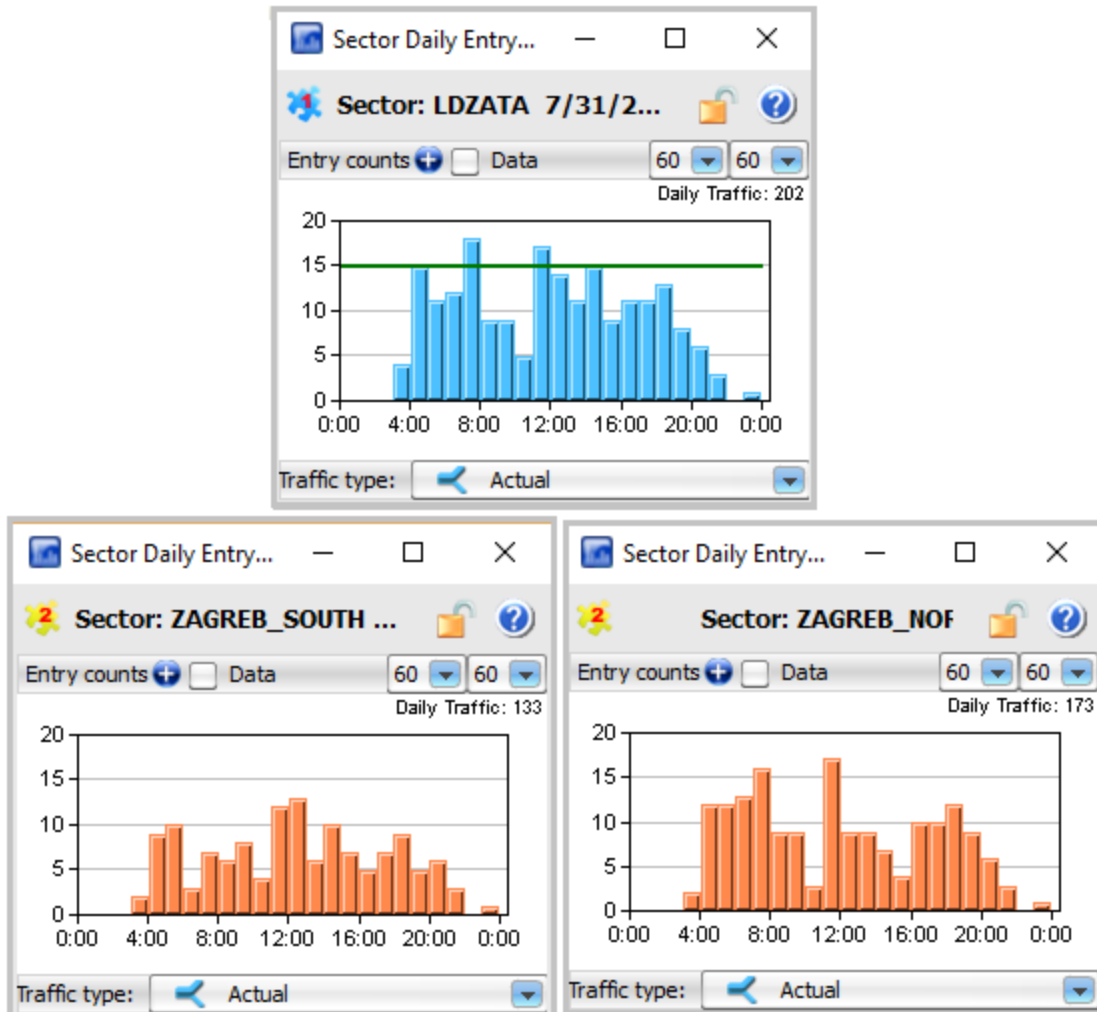 Sector Daily Entry...
1 Sector: LDZATA 7/31/2... ?
Entry counts Data 60 60
Daily Traffic: 202
20
15
10
5
0
0:00 4:00 8:00 12:00 16:00 20:00 0:00
Traffic type: Actual
Sector Daily Entry...
2 Sector: ZAGREB_SOUTH ... ?
Entry counts Data 60 60
Daily Traffic: 133
20
15
10
5
0
0:00 4:00 8:00 12:00 16:00 20:00 0:00
Traffic type: Actual
Sector Daily Entry...
2 Sector: ZAGREB_NOF ?
Entry counts Data 60 60
Daily Traffic: 173
20
15
10
5
0
0:00 4:00 8:00 12:00 16:00 20:00 0:00
Traffic type: Actual